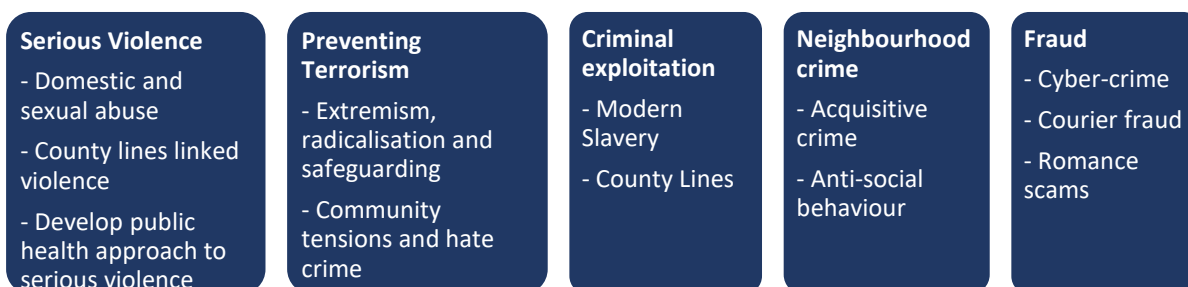 Serious Violence
- Domestic and
sexual abuse
- County lines linked
violence
- Develop public
health approach to
serious violence
Preventing
Terrorism
- Extremism,
radicalisation and
safeguarding
- Community
tensions and hate
crime
Criminal
exploitation
- Modern
Slavery
- County Lines
Neighbourhood
crime
- Acquisitive
crime
- Anti-social
behaviour
Fraud
- Cyber-crime
- Courier fraud
- Romance
scams